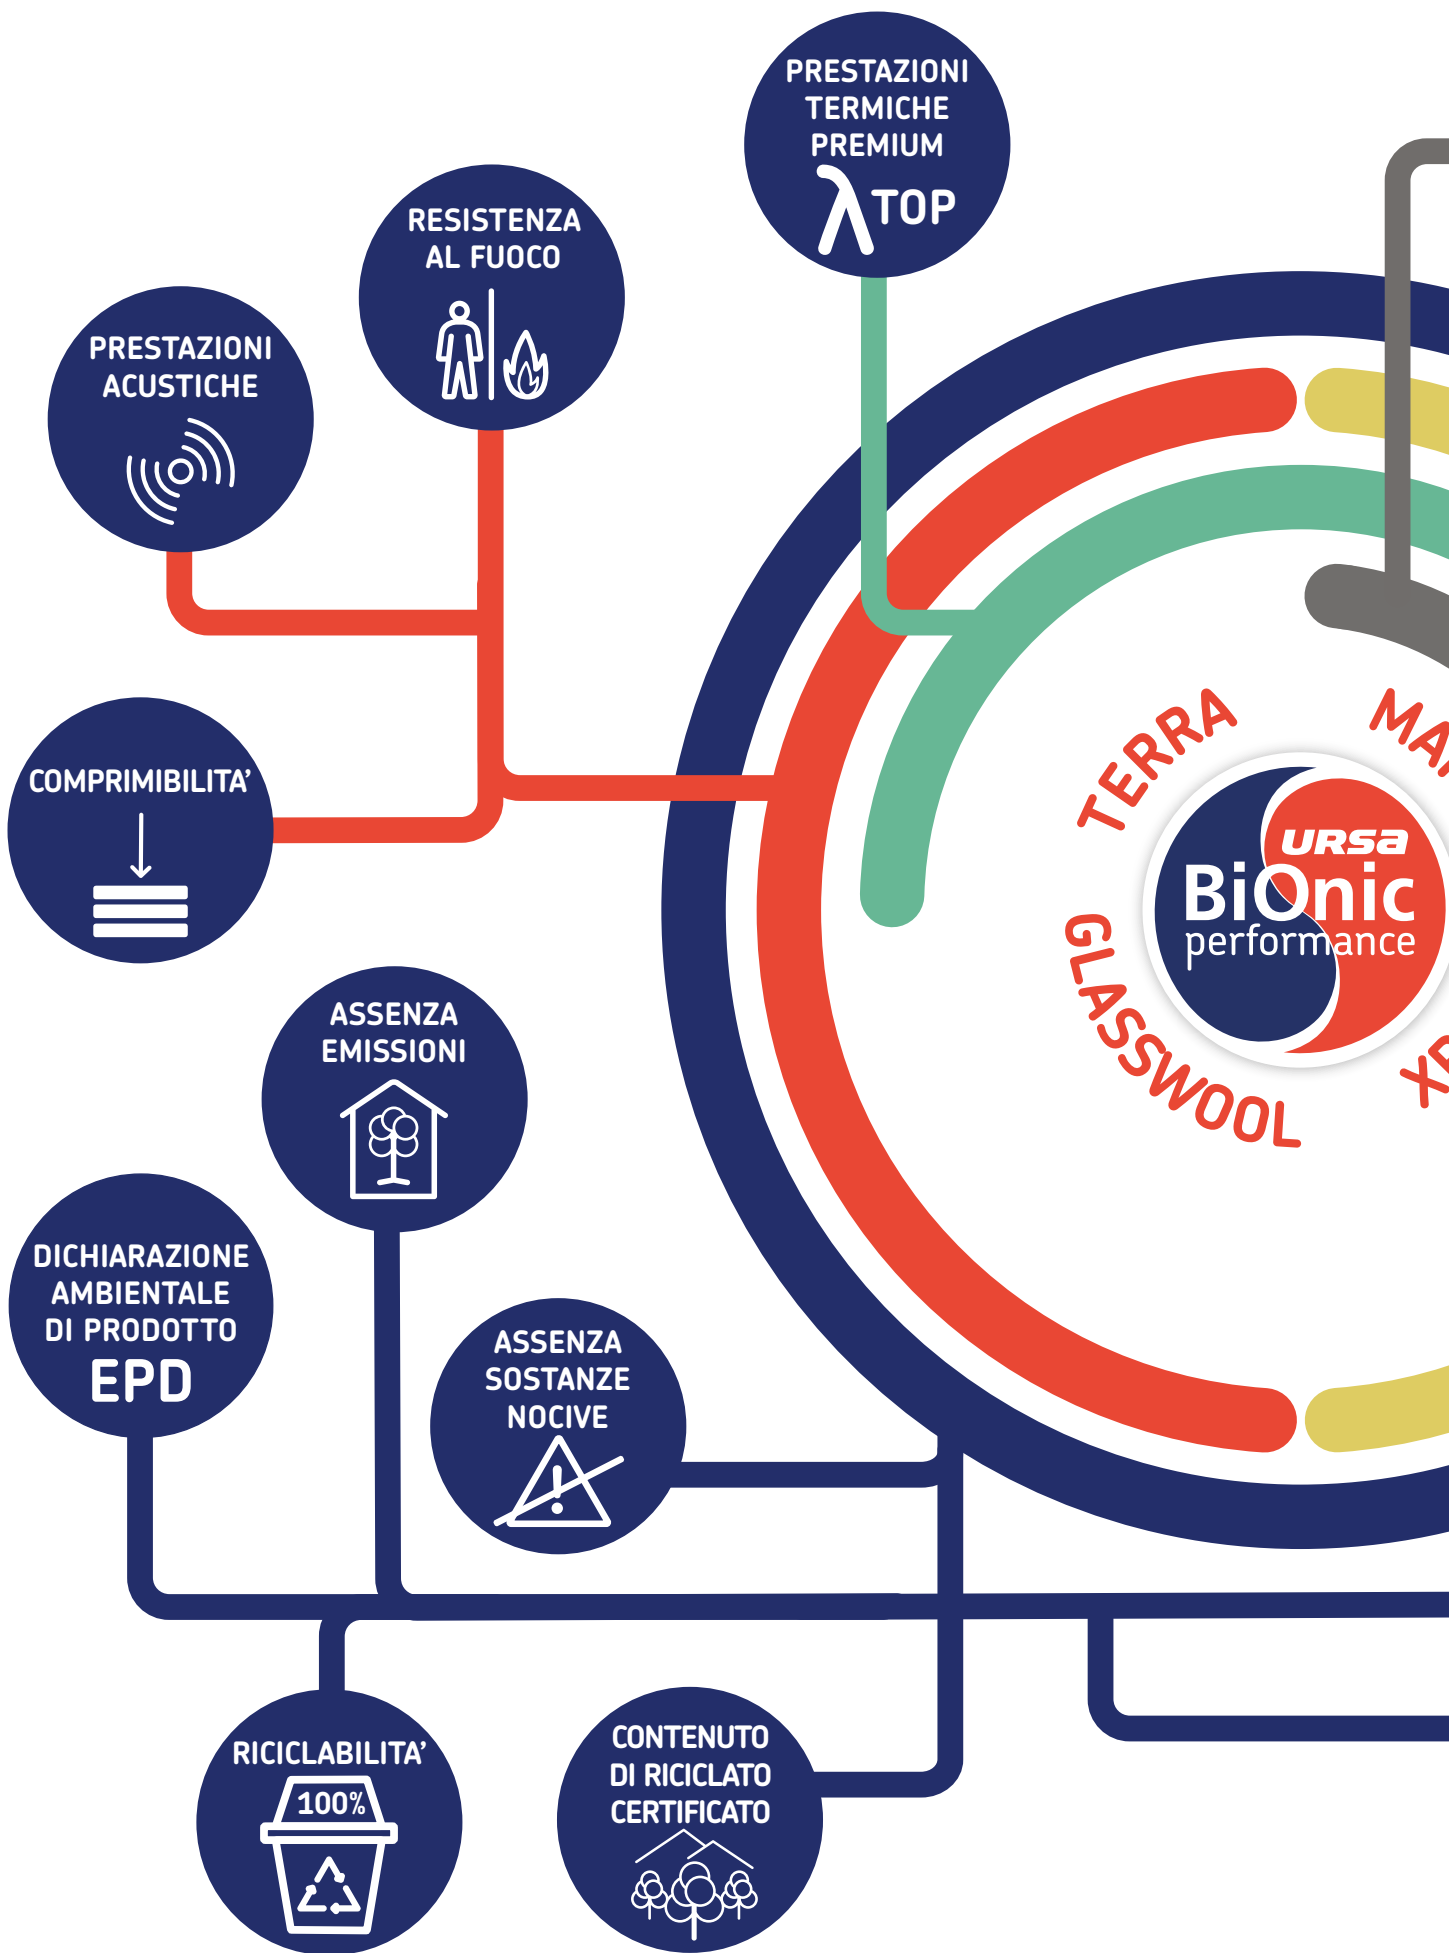 PRESTAZIONI
TERMICHE
PREMIUM
λ TOP
RESISTENZA
AL FUOCO
PRESTAZIONI
ACUSTICHE
COMPRIMIBILITA’
TERRA
URSA
BiOnic
performance
GLASSWOOL
ASSENZA
EMISSIONI
DICHIARAZIONE
AMBIENTALE
DI PRODOTTO
EPD
ASSENZA
SOSTANZE
NOCIVE
RICICLABILITA’
100%
CONTENUTO
DI RICICLATO
CERTIFICATO